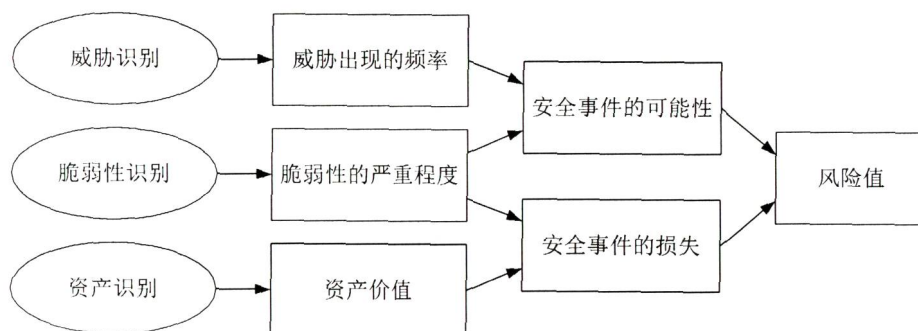 威胁识别
威胁出现的频率
安全事件的可能性
脆弱性识别
脆弱性的严重程度
风险值
安全事件的损失
资产识别
资产价值